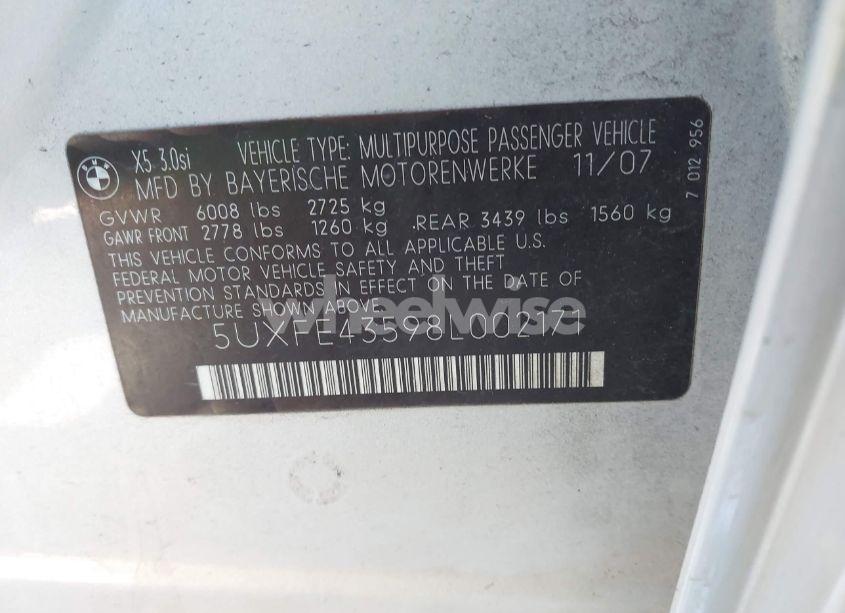 X5 3.0si VEHICLE TYPE: MULTIPURPOSE PASSENGER VEHICLE
MFD BY BAYERISCHE MOTORENWERKE 11/07
GVWR 6008 lbs 2725 kg
GAWR FRONT 2778 lbs 1260 kg .REAR 3439 lbs 1560 kg
THIS VEHICLE CONFORMS TO ALL APPLICABLE U.S.
FEDERAL MOTOR VEHICLE SAFETY AND THEFT
PREVENTION STANDARDS IN EFFECT ON THE DATE OF
MANUFACTURE SHOWN ABOVE
5UXFE43598L002171
7 012 956
BMW
wheelwise